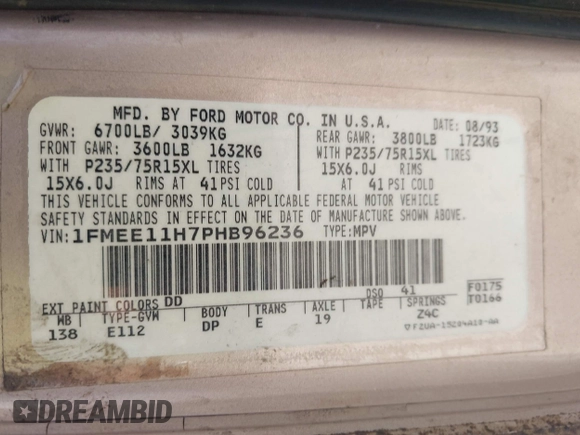 MFD. BY FORD MOTOR CO. IN U.S.A.
DATE: 08/93
GVWR: 6700LB/ 3039KG
FRONT GAWR: 3600LB 1632KG
REAR GAWR: 3800LB 1723KG
WITH P235/75R15XL TIRES
WITH P235/75R15XL TIRES
15X6.0J RIMS AT 41 PSI COLD
15X6.0J RIMS
AT 41 PSI COLD
THIS VEHICLE CONFORMS TO ALL APPLICABLE FEDERAL MOTOR VEHICLE
SAFETY STANDARDS IN EFFECT ON THE DATE OF MANUFACTURE SHOWN ABOVE.
VIN: 1FMEE11H7PHB96236 TYPE: MPV
EXT PAINT COLORS DD DSO 41 F0175
T0166
WB TYPE-GVM BODY TRANS AXLE TAPE SPRINGS
138 E112 DP E 19 Z4C
DREAMBID